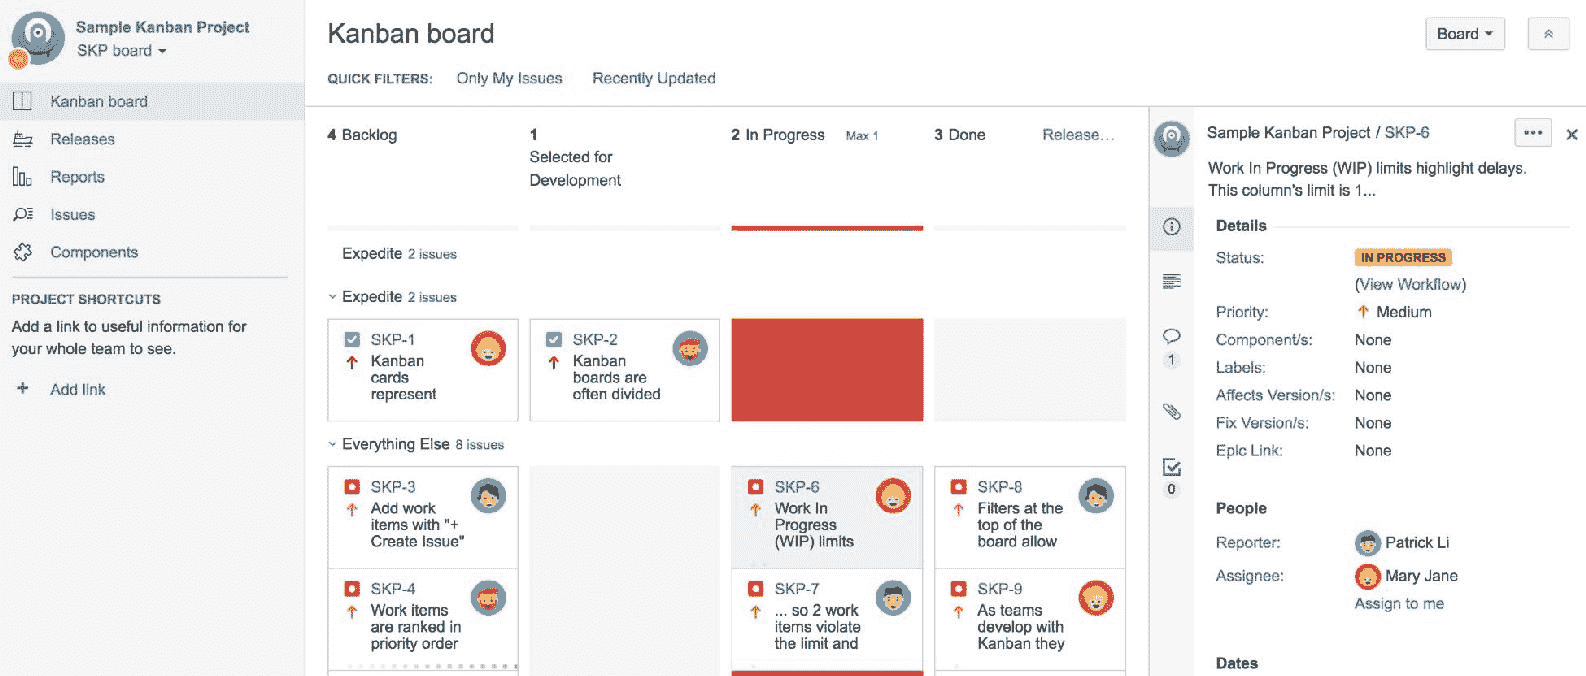 Sample Kanban Project
SKP board
Kanban board
Releases
Reports
Issues
Components
PROJECT SHORTCUTS
Add a link to useful information for
your whole team to see.
+ Add link
Kanban board
Board
QUICK FILTERS: Only My Issues Recently Updated
4 Backlog
1
Selected for
Development
2 In Progress Max 1
3 Done Release...
Expedite 2 issues
Expedite 2 issues
SKP-1
Kanban
cards
represent
SKP-2
Kanban
boards are
often divided
Everything Else 8 issues
SKP-3
Add work
items with "+
Create Issue"
SKP-6
Work In
Progress
(WIP) limits
SKP-8
Filters at the
top of the
board allow
SKP-4
Work items
are ranked in
priority order
SKP-7
... so 2 work
items violate
the limit and
SKP-9
As teams
develop with
Kanban they
1
0
Sample Kanban Project / SKP-6
Work In Progress (WIP) limits highlight delays.
This column's limit is 1...
Details
Status: IN PROGRESS
(View Workflow)
Priority: Medium
Component/s: None
Labels: None
Affects Version/s: None
Fix Version/s: None
Epic Link: None
People
Reporter: Patrick Li
Assignee: Mary Jane
Assign to me
Dates